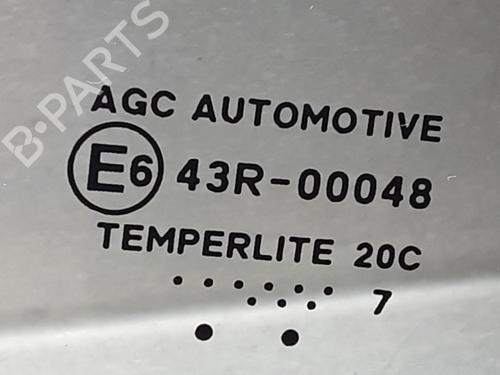 B-PARTS
AGC AUTOMOTIVE
E6 43R-00048
TEMPERLITE 20C
7